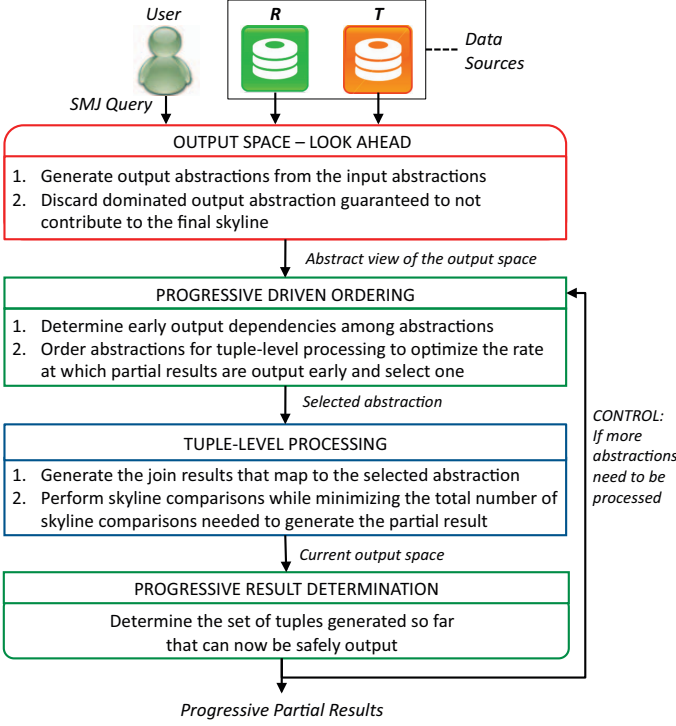 User
R
T
Data
Sources
SMJ Query
OUTPUT SPACE – LOOK AHEAD
1. Generate output abstractions from the input abstractions
2. Discard dominated output abstraction guaranteed to not
contribute to the final skyline
Abstract view of the output space
PROGRESSIVE DRIVEN ORDERING
1. Determine early output dependencies among abstractions
2. Order abstractions for tuple-level processing to optimize the rate
at which partial results are output early and select one
Selected abstraction
CONTROL:
If more
abstractions
need to be
processed
TUPLE-LEVEL PROCESSING
1. Generate the join results that map to the selected abstraction
2. Perform skyline comparisons while minimizing the total number of
skyline comparisons needed to generate the partial result
Current output space
PROGRESSIVE RESULT DETERMINATION
Determine the set of tuples generated so far
that can now be safely output
Progressive Partial Results